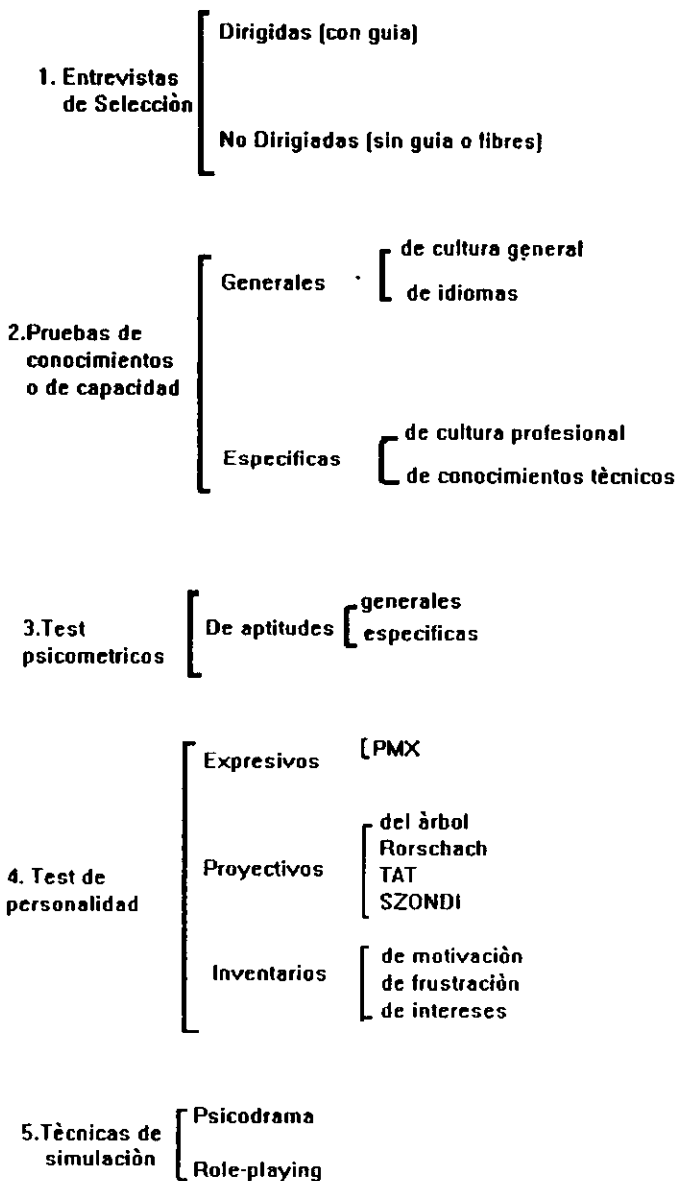 Dirigidas (con guia)
1. Entrevistas
de Selecciòn
No Dirigiadas (sin guia o libres)
de cultura general
Generales
de idiomas
2.Pruebas de
conocimientos
o de capacidad
de cultura profesional
Especificas
de conocimientos tècnicos
generales
De aptitudes
especificas
3.Test
psicometricos
Expresivos
PMX
del àrbol
Rorschach
Proyectivos
TAT
SZONDI
4. Test de
personalidad
de motivaciòn
Inventarios
de frustraciòn
de intereses
Psicodrama
5.Tècnicas de
simulaciòn
Role-playing